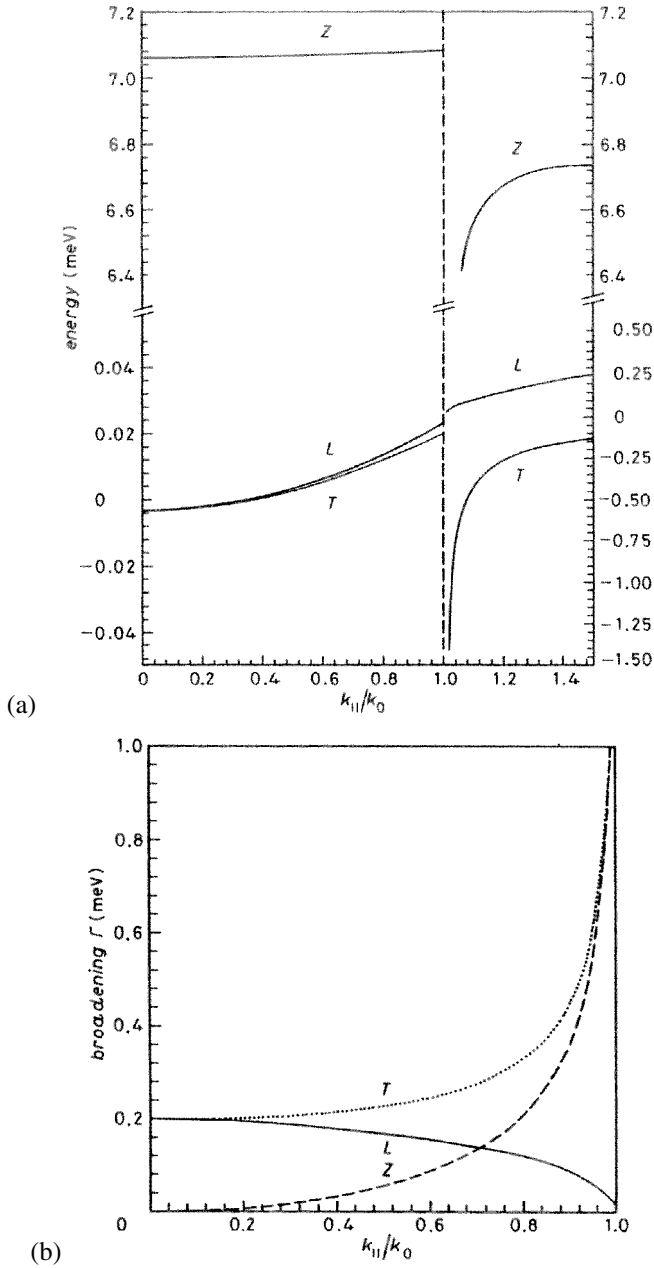 7.2 7.2
Z
7.0 7.0
6.8 6.8
Z
6.6 6.6
6.4 6.4
energy (meV)
0.50
0.04 L 0.25
0
0.02 L -0.25
T
0 T -0.50
-0.02 -0.75
-1.00
-0.04 -1.25
-1.50
0 0.2 0.4 0.6 0.8 1.0 1.2 1.4
(a) k||/k0
1.0
0.8
broadening Γ (meV)
0.6
0.4
T
0.2
L
Z
0 0.2 0.4 0.6 0.8 1.0
(b) k||/k0